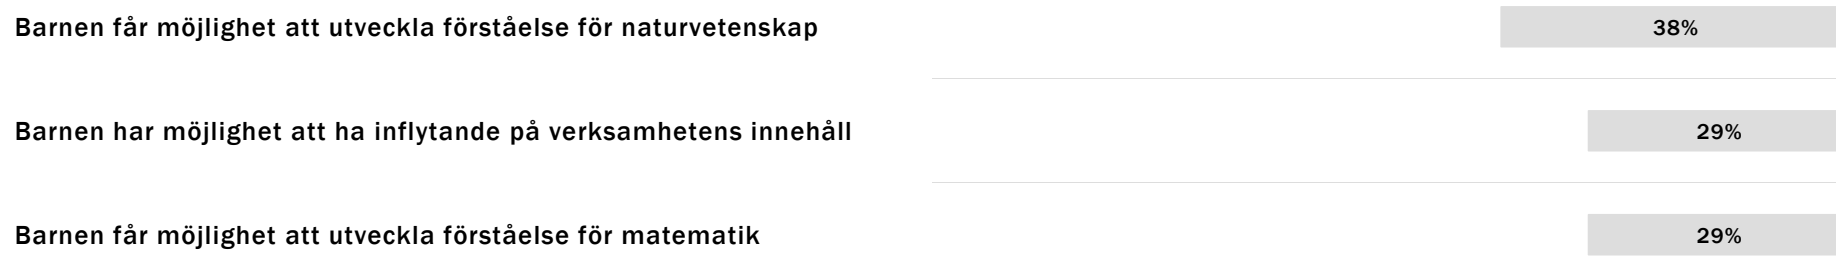 Barnen får möjlighet att utveckla förståelse för naturvetenskap 38%
Barnen har möjlighet att ha inflytande på verksamhetens innehåll 29%
Barnen får möjlighet att utveckla förståelse för matematik 29%